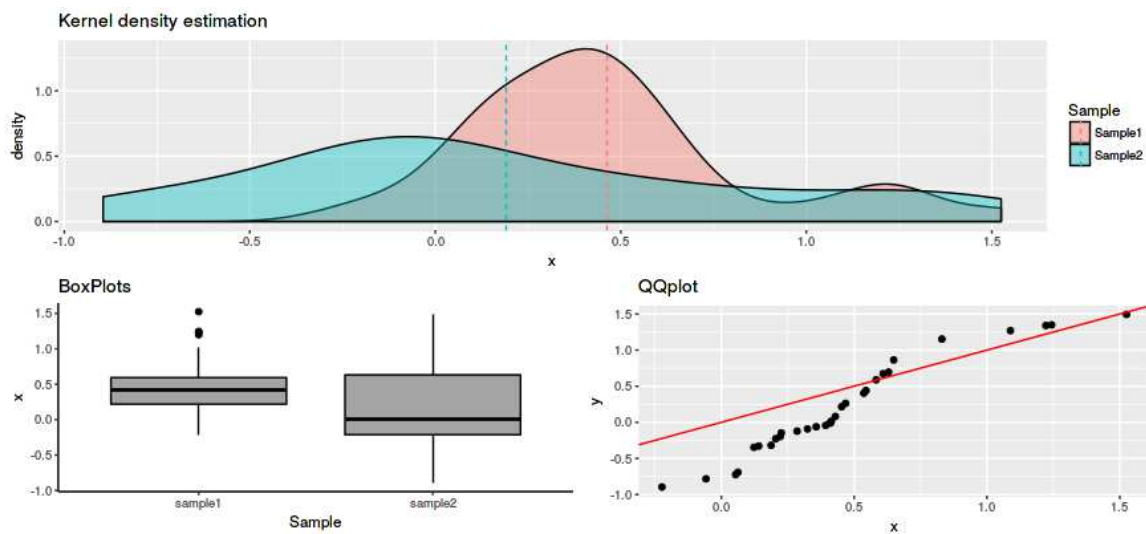 Kernel density estimation
density
1.0
0.5
0.0
-1.0 -0.5 0.0 0.5 1.0 1.5
x
Sample
Sample1
Sample2
BoxPlots
x
1.5
1.0
0.5
0.0
-0.5
-1.0
sample1 sample2
Sample
QQplot
y
1.5
1.0
0.5
0.0
-0.5
-1.0
0.0 0.5 1.0 1.5
x